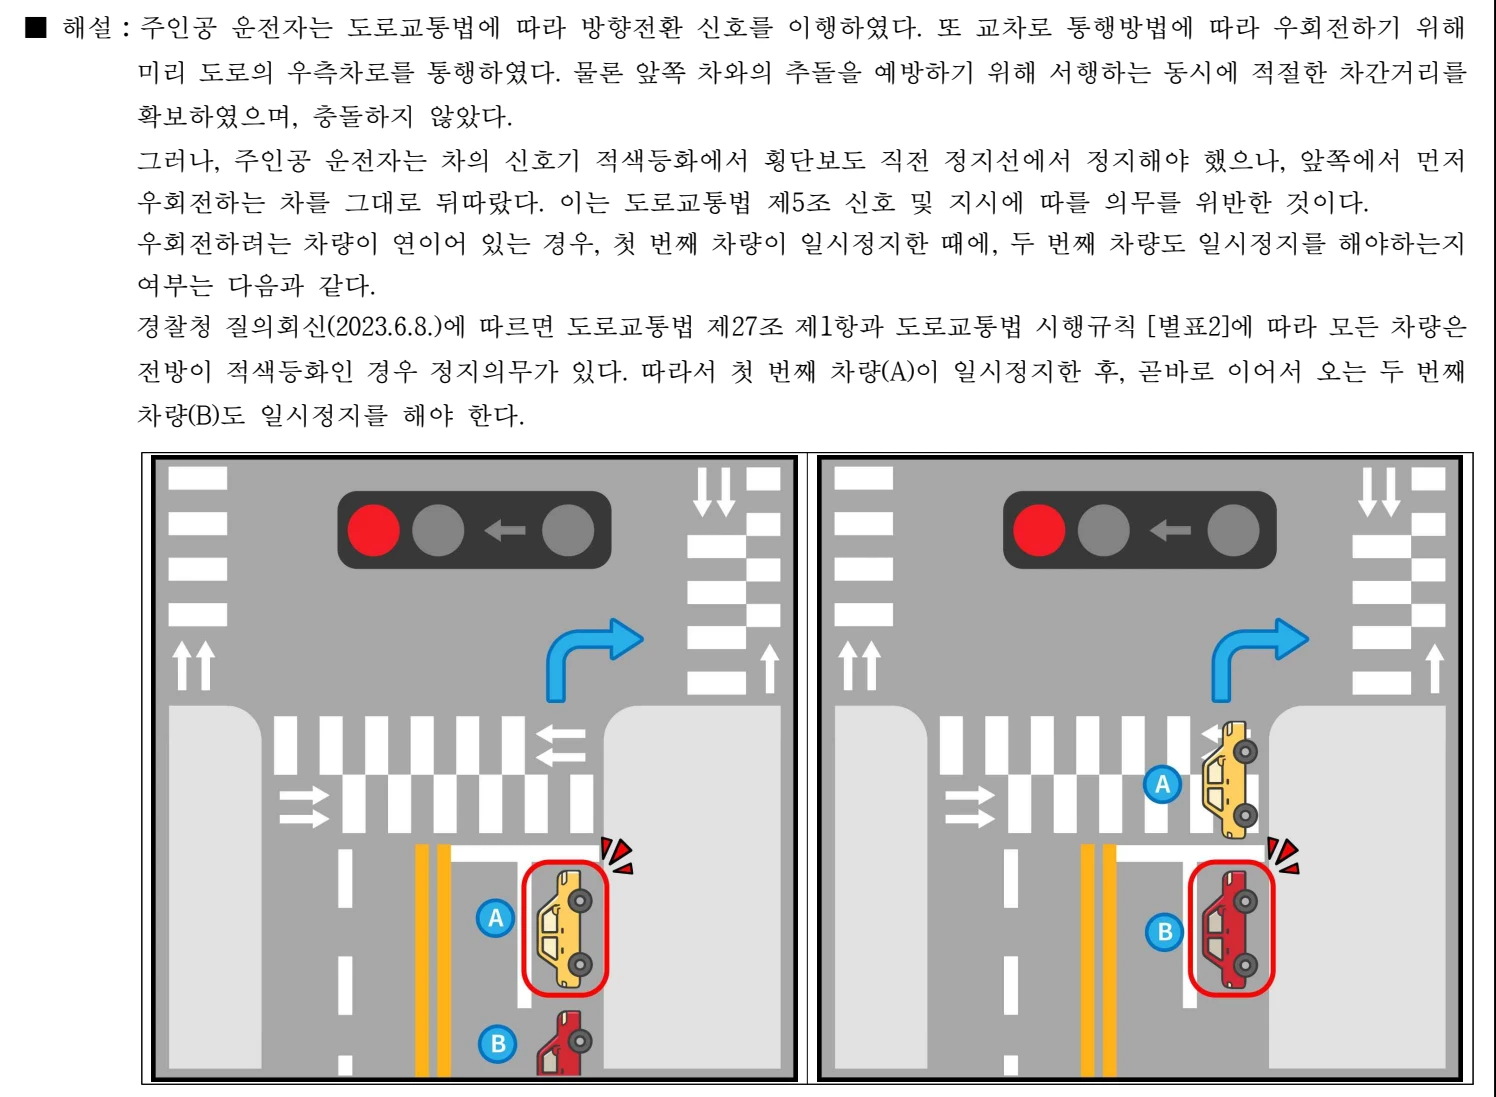 ■ 해설 : 주인공 운전자는 도로교통법에 따라 방향전환 신호를 이행하였다. 또 교차로 통행방법에 따라 우회전하기 위해
미리 도로의 우측차로를 통행하였다. 물론 앞쪽 차와의 추돌을 예방하기 위해 서행하는 동시에 적절한 차간거리를
확보하였으며, 충돌하지 않았다.
그러나, 주인공 운전자는 차의 신호기 적색등화에서 횡단보도 직전 정지선에서 정지해야 했으나, 앞쪽에서 먼저
우회전하는 차를 그대로 뒤따랐다. 이는 도로교통법 제5조 신호 및 지시에 따를 의무를 위반한 것이다.
우회전하려는 차량이 연이어 있는 경우, 첫 번째 차량이 일시정지한 때에, 두 번째 차량도 일시정지를 해야하는지
여부는 다음과 같다.
경찰청 질의회신(2023.6.8.)에 따르면 도로교통법 제27조 제1항과 도로교통법 시행규칙 [별표2]에 따라 모든 차량은
전방이 적색등화인 경우 정지의무가 있다. 따라서 첫 번째 차량(A)이 일시정지한 후, 곧바로 이어서 오는 두 번째
차량(B)도 일시정지를 해야 한다.
A
B
A
B